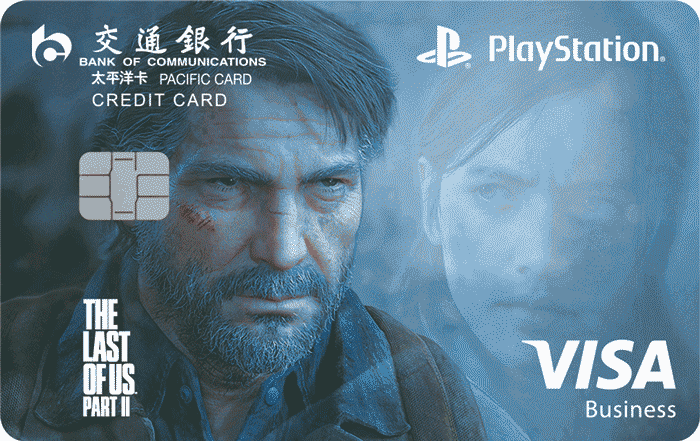 交通銀行
BANK OF COMMUNICATIONS
太平洋卡 PACIFIC CARD
CREDIT CARD
PlayStation®
THE
LAST
OF US
PART II
VISA
Business